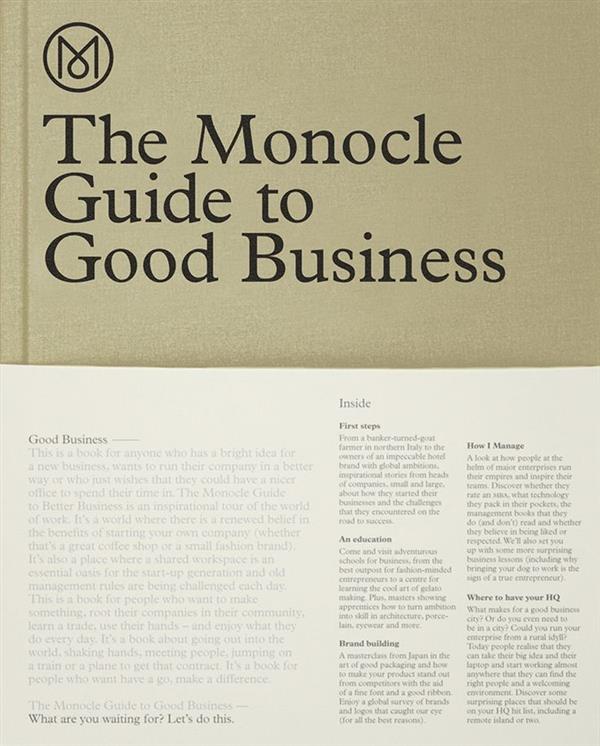 M
The Monocle
Guide to
Good Business
Good Business —
This is a book for anyone who has a bright idea for
a new business, wants to run their company in a better
way or who just wishes that they could have a nicer
office to spend their time in. The Monocle Guide
to Better Business is an inspirational tour of the world
of work. It's a world where there is a renewed belief in
the benefits of starting your own company (whether
that's a great coffee shop or a small fashion brand).
It's also a place where a shared workspace is an
essential oasis for the start-up generation and old
management rules are being challenged each day.
This is a book for people who want to make
something, root their companies in their community,
learn a trade, use their hands – and enjoy what they
do every day. It's a book about going out into the
world, shaking hands, meeting people, jumping on
a train or a plane to get that contract. It's a book for
people who want have a go, make a difference.
The Monocle Guide to Good Business —
What are you waiting for? Let's do this.
Inside
First steps
From a banker-turned-goat
farmer in northern Italy to the
owners of an impeccable hotel
brand with global ambitions,
inspirational stories from heads
of companies, small and large,
about how they started their
businesses and the challenges
that they encountered on the
road to success.
An education
Come and visit adventurous
schools for business, from the
best outpost for fashion-minded
entrepreneurs to a centre for
learning the cool art of gelato
making. Plus, masters showing
apprentices how to turn ambition
into skill in architecture, porce-
lain, eyewear and more.
Brand building
A masterclass from Japan in the
art of good packaging and how
to make your product stand out
from competitors with the aid
of a fine font and a good ribbon.
Enjoy a global survey of brands
and logos that caught our eye
(for all the best reasons).
How I Manage
A look at how people at the
helm of major enterprises run
their empires and inspire their
teams. Discover whether they
rate an MBA, what technology
they pack in their pockets, the
management books that they
do (and don't) read and whether
they believe in being liked or
respected. We'll also set you
up with some more surprising
business lessons (including why
bringing your dog to work is the
sign of a true entrepreneur).
Where to have your HQ
What makes for a good business
city? Or do you even need to
be in a city? Could you run your
enterprise from a rural idyll?
Today people realise that they
can take their big idea and their
laptop and start working almost
anywhere that they can find the
right people and a welcoming
environment. Discover some
surprising places that should be
on your HQ hit list, including a
remote island or two.